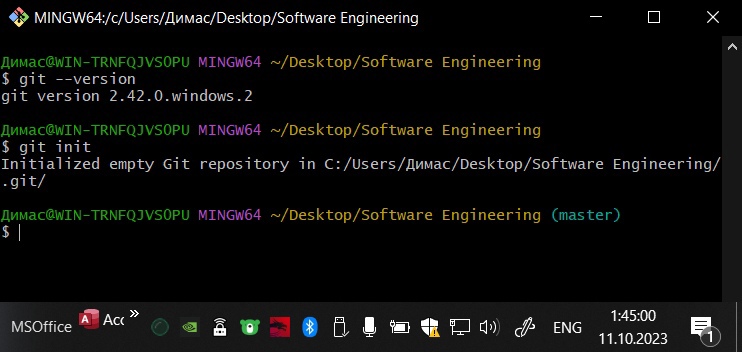 MINGW64:/c/Users/Димас/Desktop/Software Engineering
Димас@WIN-TRNFQJVSOPU MINGW64 ~/Desktop/Software Engineering
$ git --version
git version 2.42.0.windows.2
Димас@WIN-TRNFQJVSOPU MINGW64 ~/Desktop/Software Engineering
$ git init
Initialized empty Git repository in C:/Users/Димас/Desktop/Software Engineering/
.git/
Димас@WIN-TRNFQJVSOPU MINGW64 ~/Desktop/Software Engineering (master)
$
MSOffice A Acc » ENG 1:45:00
11.10.2023 1